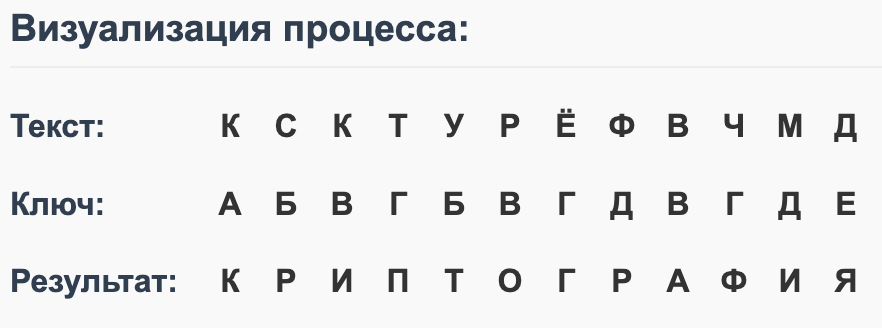 Визуализация процесса:
Текст: К С К Т У Р Ё Ф В Ч М Д
Ключ: А Б В Г Б В Г Д В Г Д Е
Результат: К Р И П Т О Г Р А Ф И Я